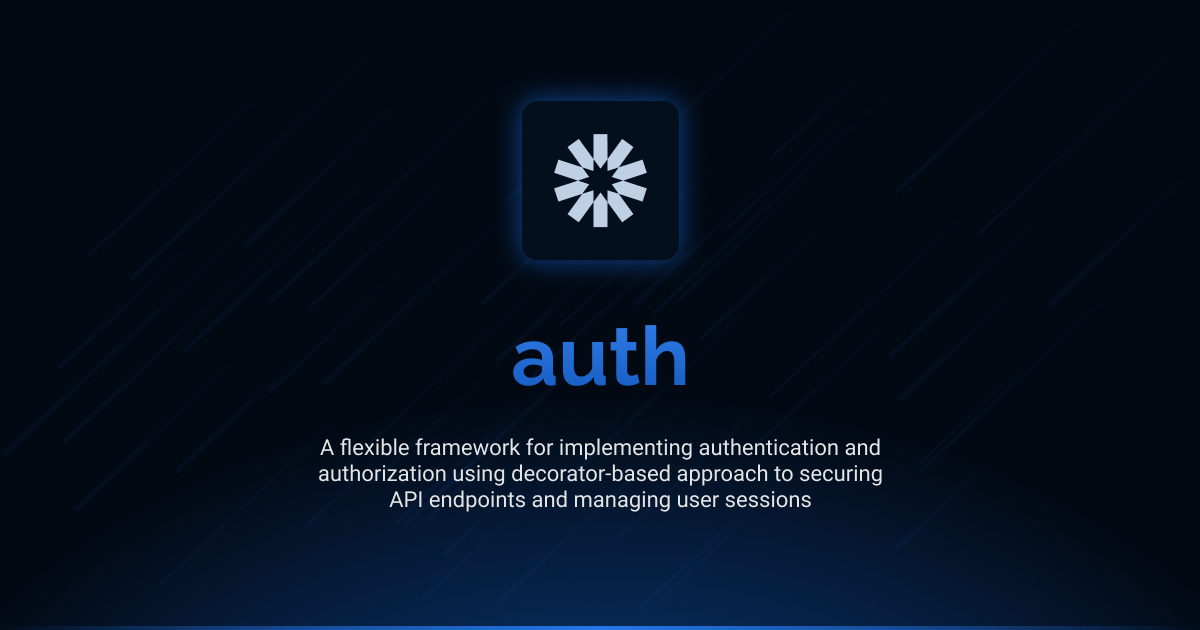 auth
A flexible framework for implementing authentication and
authorization using decorator-based approach to securing
API endpoints and managing user sessions